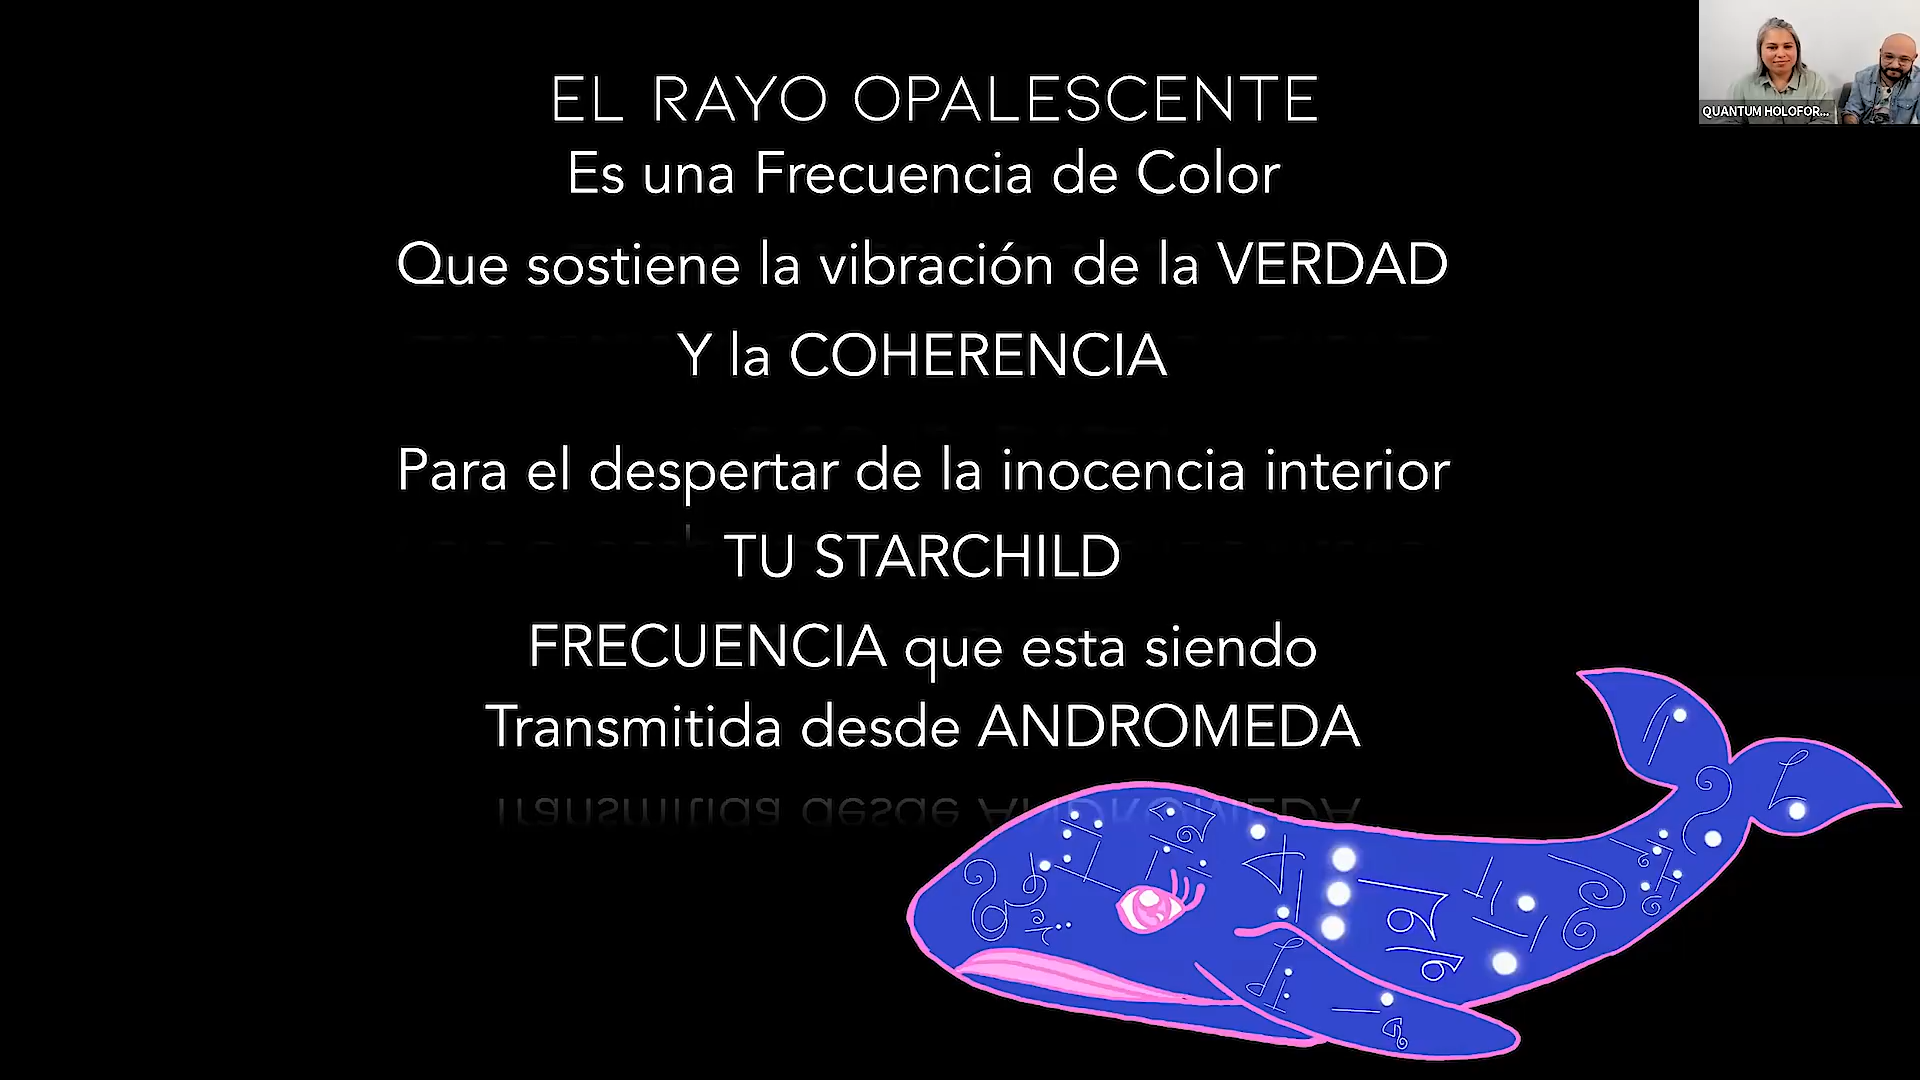 EL RAYO OPALESCENTE
Es una Frecuencia de Color
Que sostiene la vibración de la VERDAD
Y la COHERENCIA
Para el despertar de la inocencia interior
TU STARCHILD
FRECUENCIA que esta siendo
Transmitida desde ANDROMEDA
QUANTUM HOLOFOR...